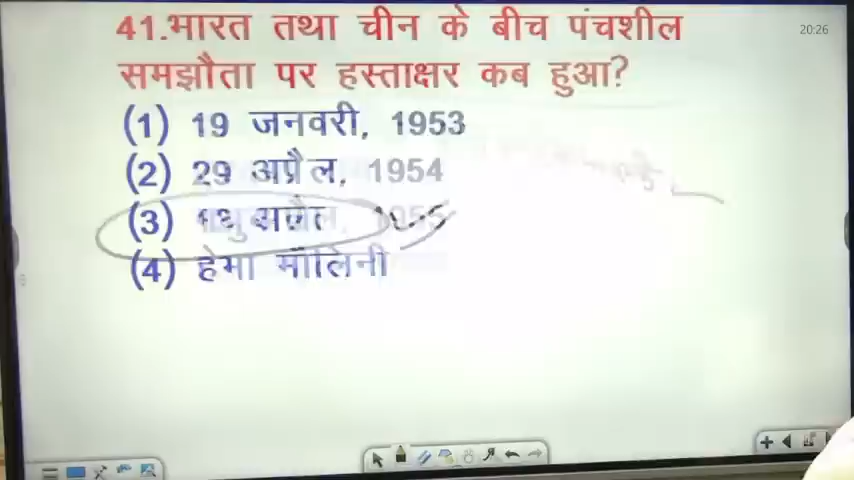 20:26
41.भारत तथा चीन के बीच पंचशील
समझौता पर हस्ताक्षर कब हुआ?
(1) 19 जनवरी, 1953
(2) 29 अप्रैल, 1954
(3)
(4) हेमा मालिनी